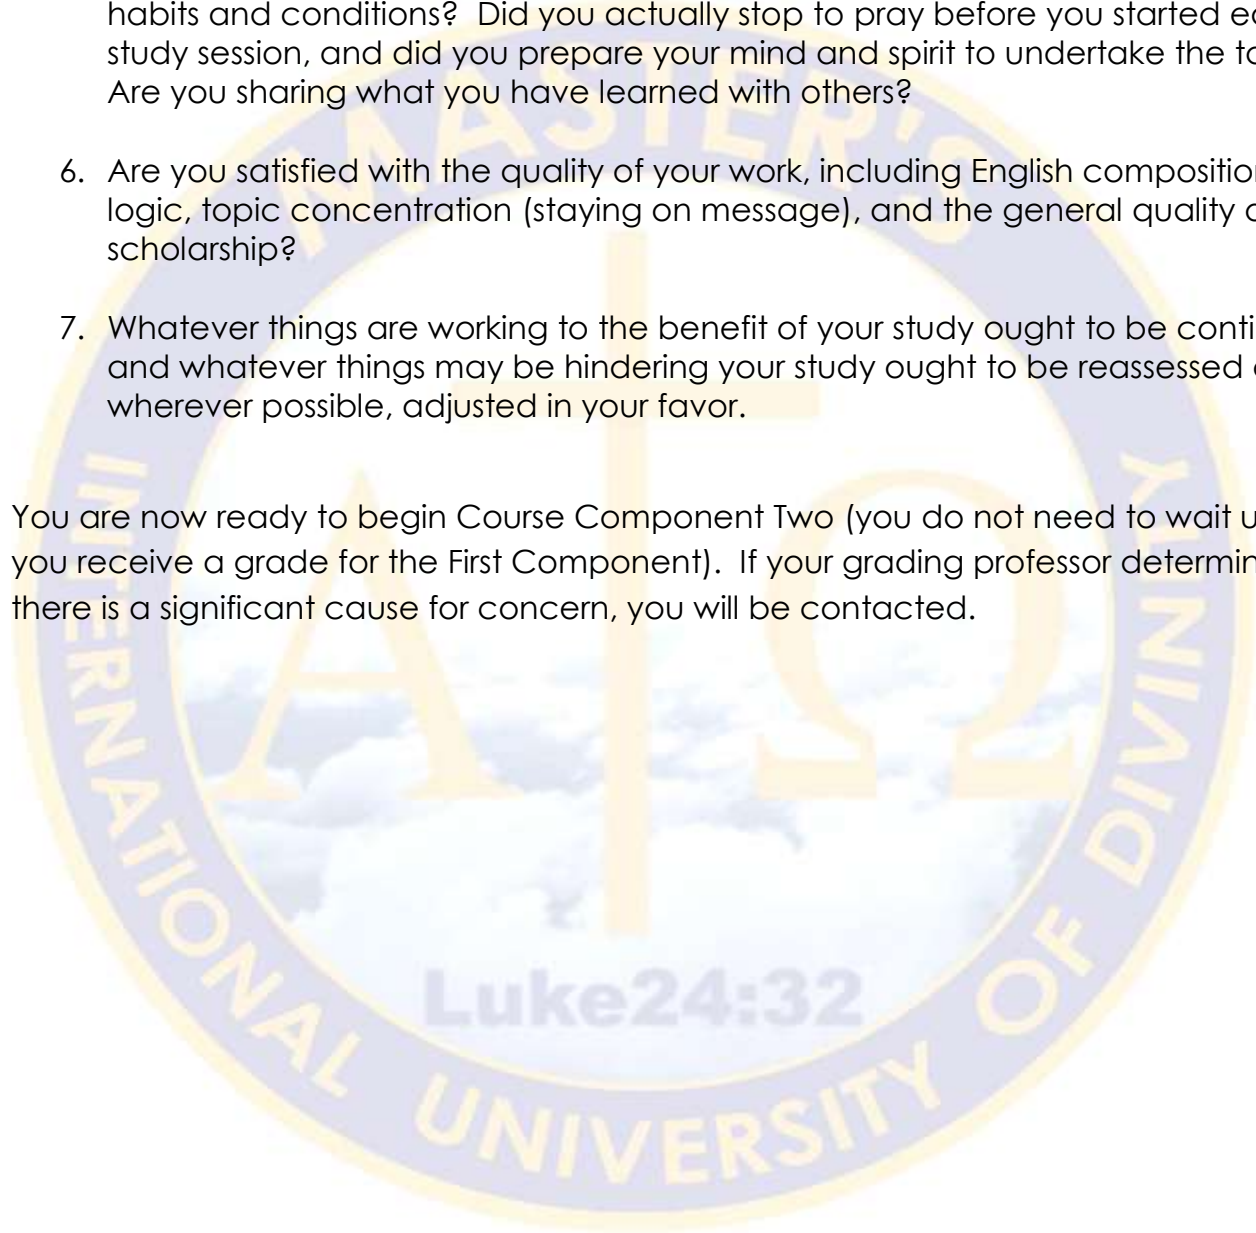 habits and conditions? Did you actually stop to pray before you started
study session, and did you prepare your mind and spirit to undertake the
Are you sharing what you have learned with others?
6. Are you satisfied with the quality of your work, including English composition
logic, topic concentration (staying on message), and the general quality
scholarship?
7. Whatever things are working to the benefit of your study ought to be
and whatever things may be hindering your study ought to be reassessed
wherever possible, adjusted in your favor.
You are now ready to begin Course Component Two (you do not need to wait
you receive a grade for the First Component). If your grading professor
there is a significant cause for concern, you will be contacted.
MASTER'S
INTERNATIONAL UNIVERSITY OF DIVINITY
Α Ω
Luke24:32